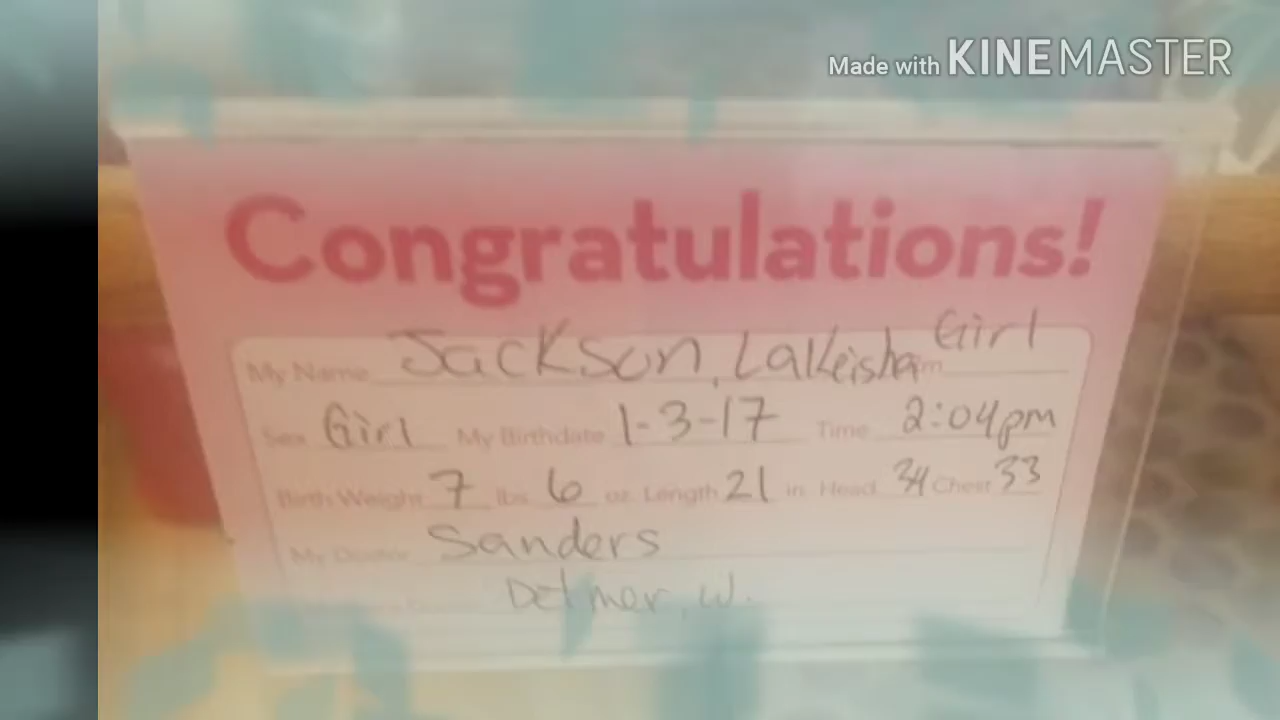 Made with KINEMASTER
Congratulations!
My Name Jackson, LaKeisha Girl
Sex Girl My Birthdate 1-3-17 Time 2:04pm
Birth Weight 7 lbs 6 oz Length 21 in Head 34 Chest 33
My Doctor Sanders
Detmer, W.